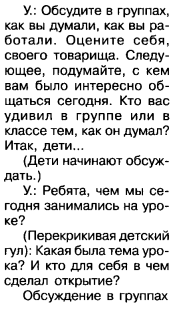 У.: Обсудите в группах,
как вы думали, как вы ра-
ботали. Оцените себя,
своего товарища. Следу-
ющее, подумайте, с кем
вам было интересно об-
щаться сегодня. Кто вас
удивил в группе или в
классе тем, как он думал?
Итак, дети...
(Дети начинают обсуж-
дать.)
У.: Ребята, чем мы се-
годня занимались на уро-
ке?
(Перекрикивая детский
гул): Какая была тема уро-
ка? И кто для себя в чем
сделал открытие?
Обсуждение в группах